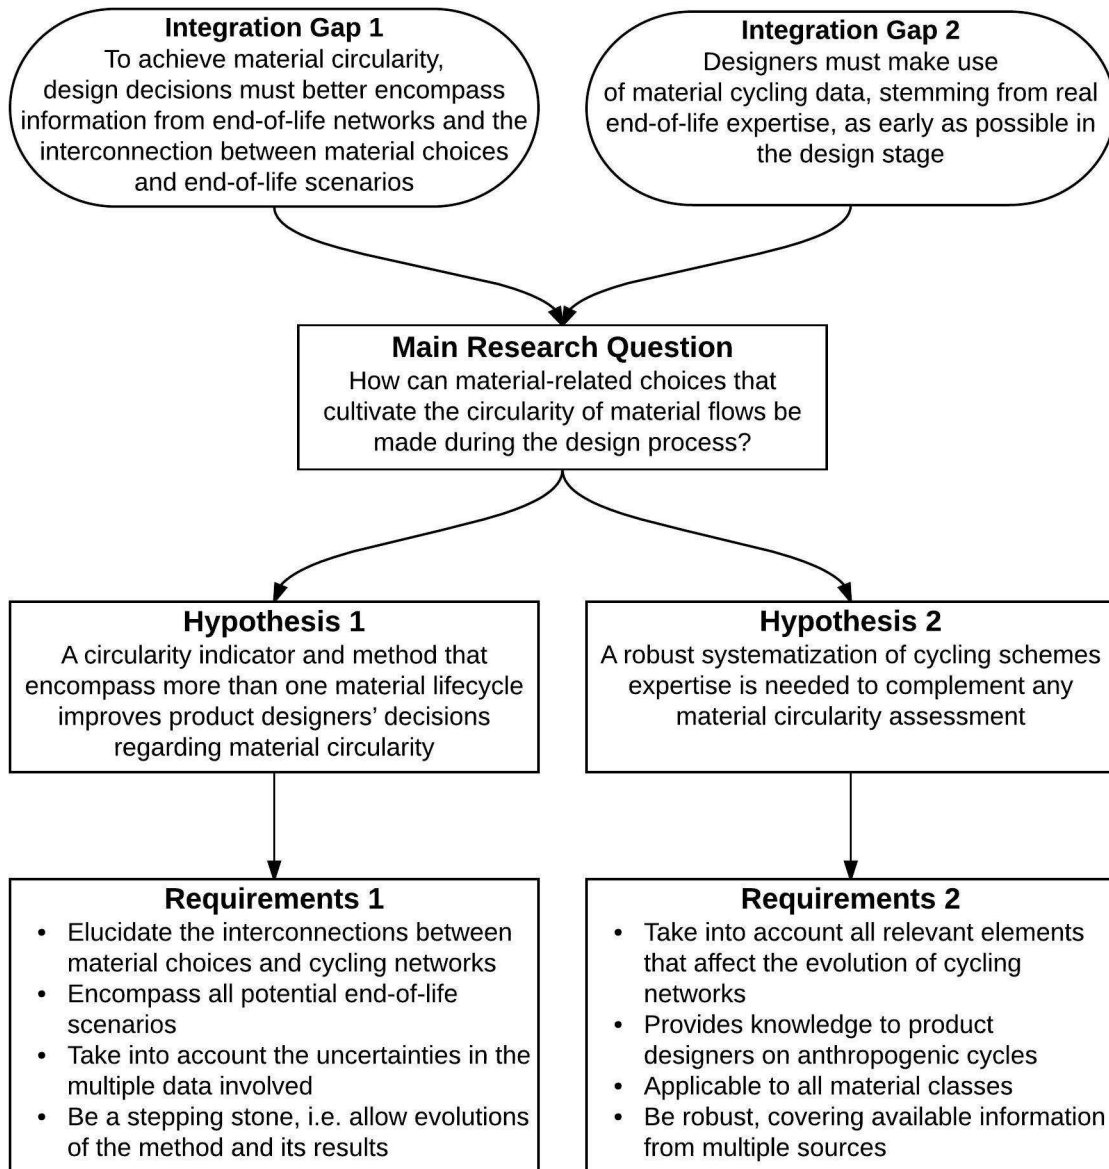 Integration Gap 1
To achieve material circularity,
design decisions must better encompass
information from end-of-life networks and the
interconnection between material choices
and end-of-life scenarios
Integration Gap 2
Designers must make use
of material cycling data, stemming from real
end-of-life expertise, as early as possible in
the design stage
Main Research Question
How can material-related choices that
cultivate the circularity of material flows be
made during the design process?
Hypothesis 1
A circularity indicator and method that
encompass more than one material lifecycle
improves product designers' decisions
regarding material circularity
Hypothesis 2
A robust systematization of cycling schemes
expertise is needed to complement any
material circularity assessment
Requirements 1
• Elucidate the interconnections between
material choices and cycling networks
• Encompass all potential end-of-life
scenarios
• Take into account the uncertainties in the
multiple data involved
• Be a stepping stone, i.e. allow evolutions
of the method and its results
Requirements 2
• Take into account all relevant elements
that affect the evolution of cycling
networks
• Provides knowledge to product
designers on anthropogenic cycles
• Applicable to all material classes
• Be robust, covering available information
from multiple sources